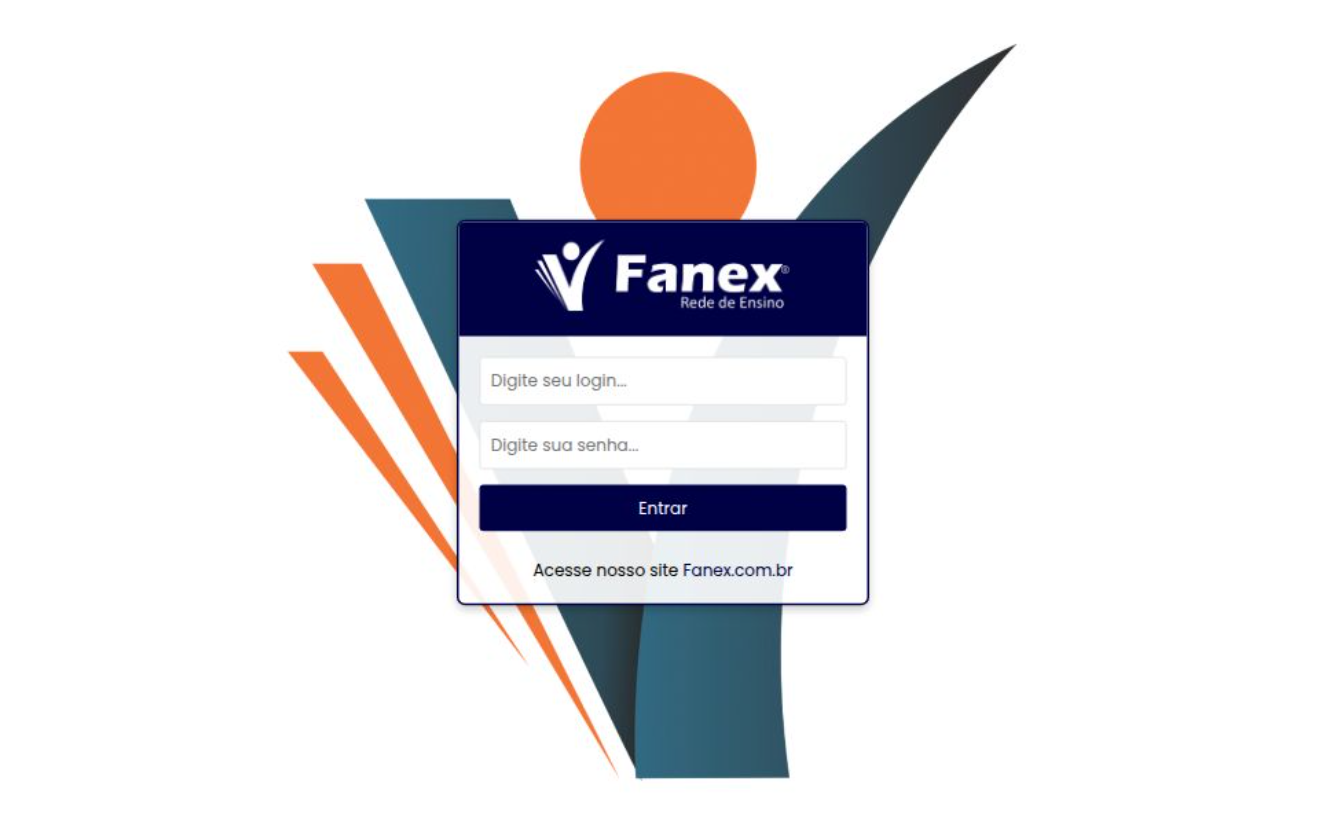 Fanex®
Rede de Ensino
Digite seu login...
Digite sua senha...
Entrar
Acesse nosso site Fanex.com.br